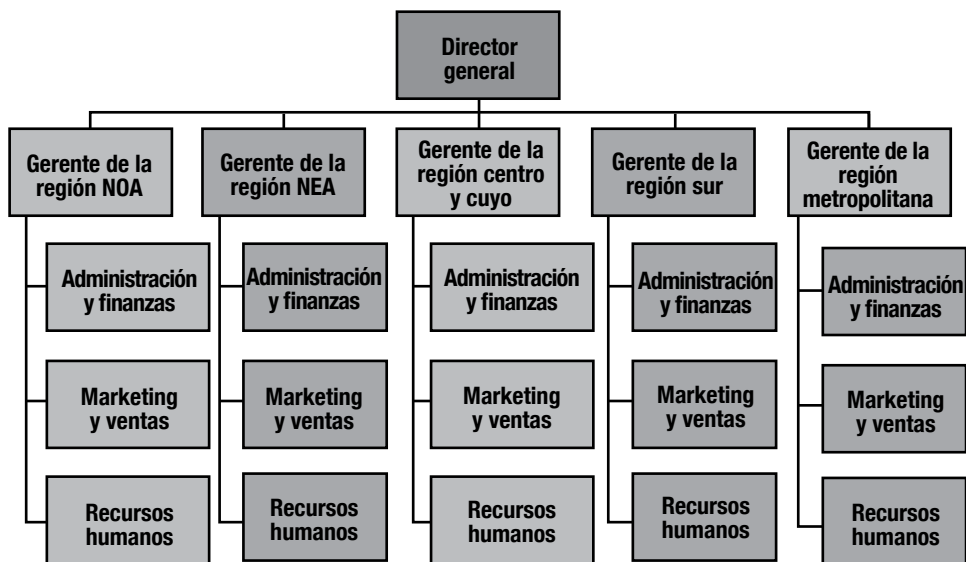 Director
general
Gerente de la
región NOA
Gerente de la
región NEA
Gerente de la
región centro
y cuyo
Gerente de la
región sur
Gerente de la
región
metropolitana
Administración
y finanzas
Administración
y finanzas
Administración
y finanzas
Administración
y finanzas
Administración
y finanzas
Marketing
y ventas
Marketing
y ventas
Marketing
y ventas
Marketing
y ventas
Marketing
y ventas
Recursos
humanos
Recursos
humanos
Recursos
humanos
Recursos
humanos
Recursos
humanos